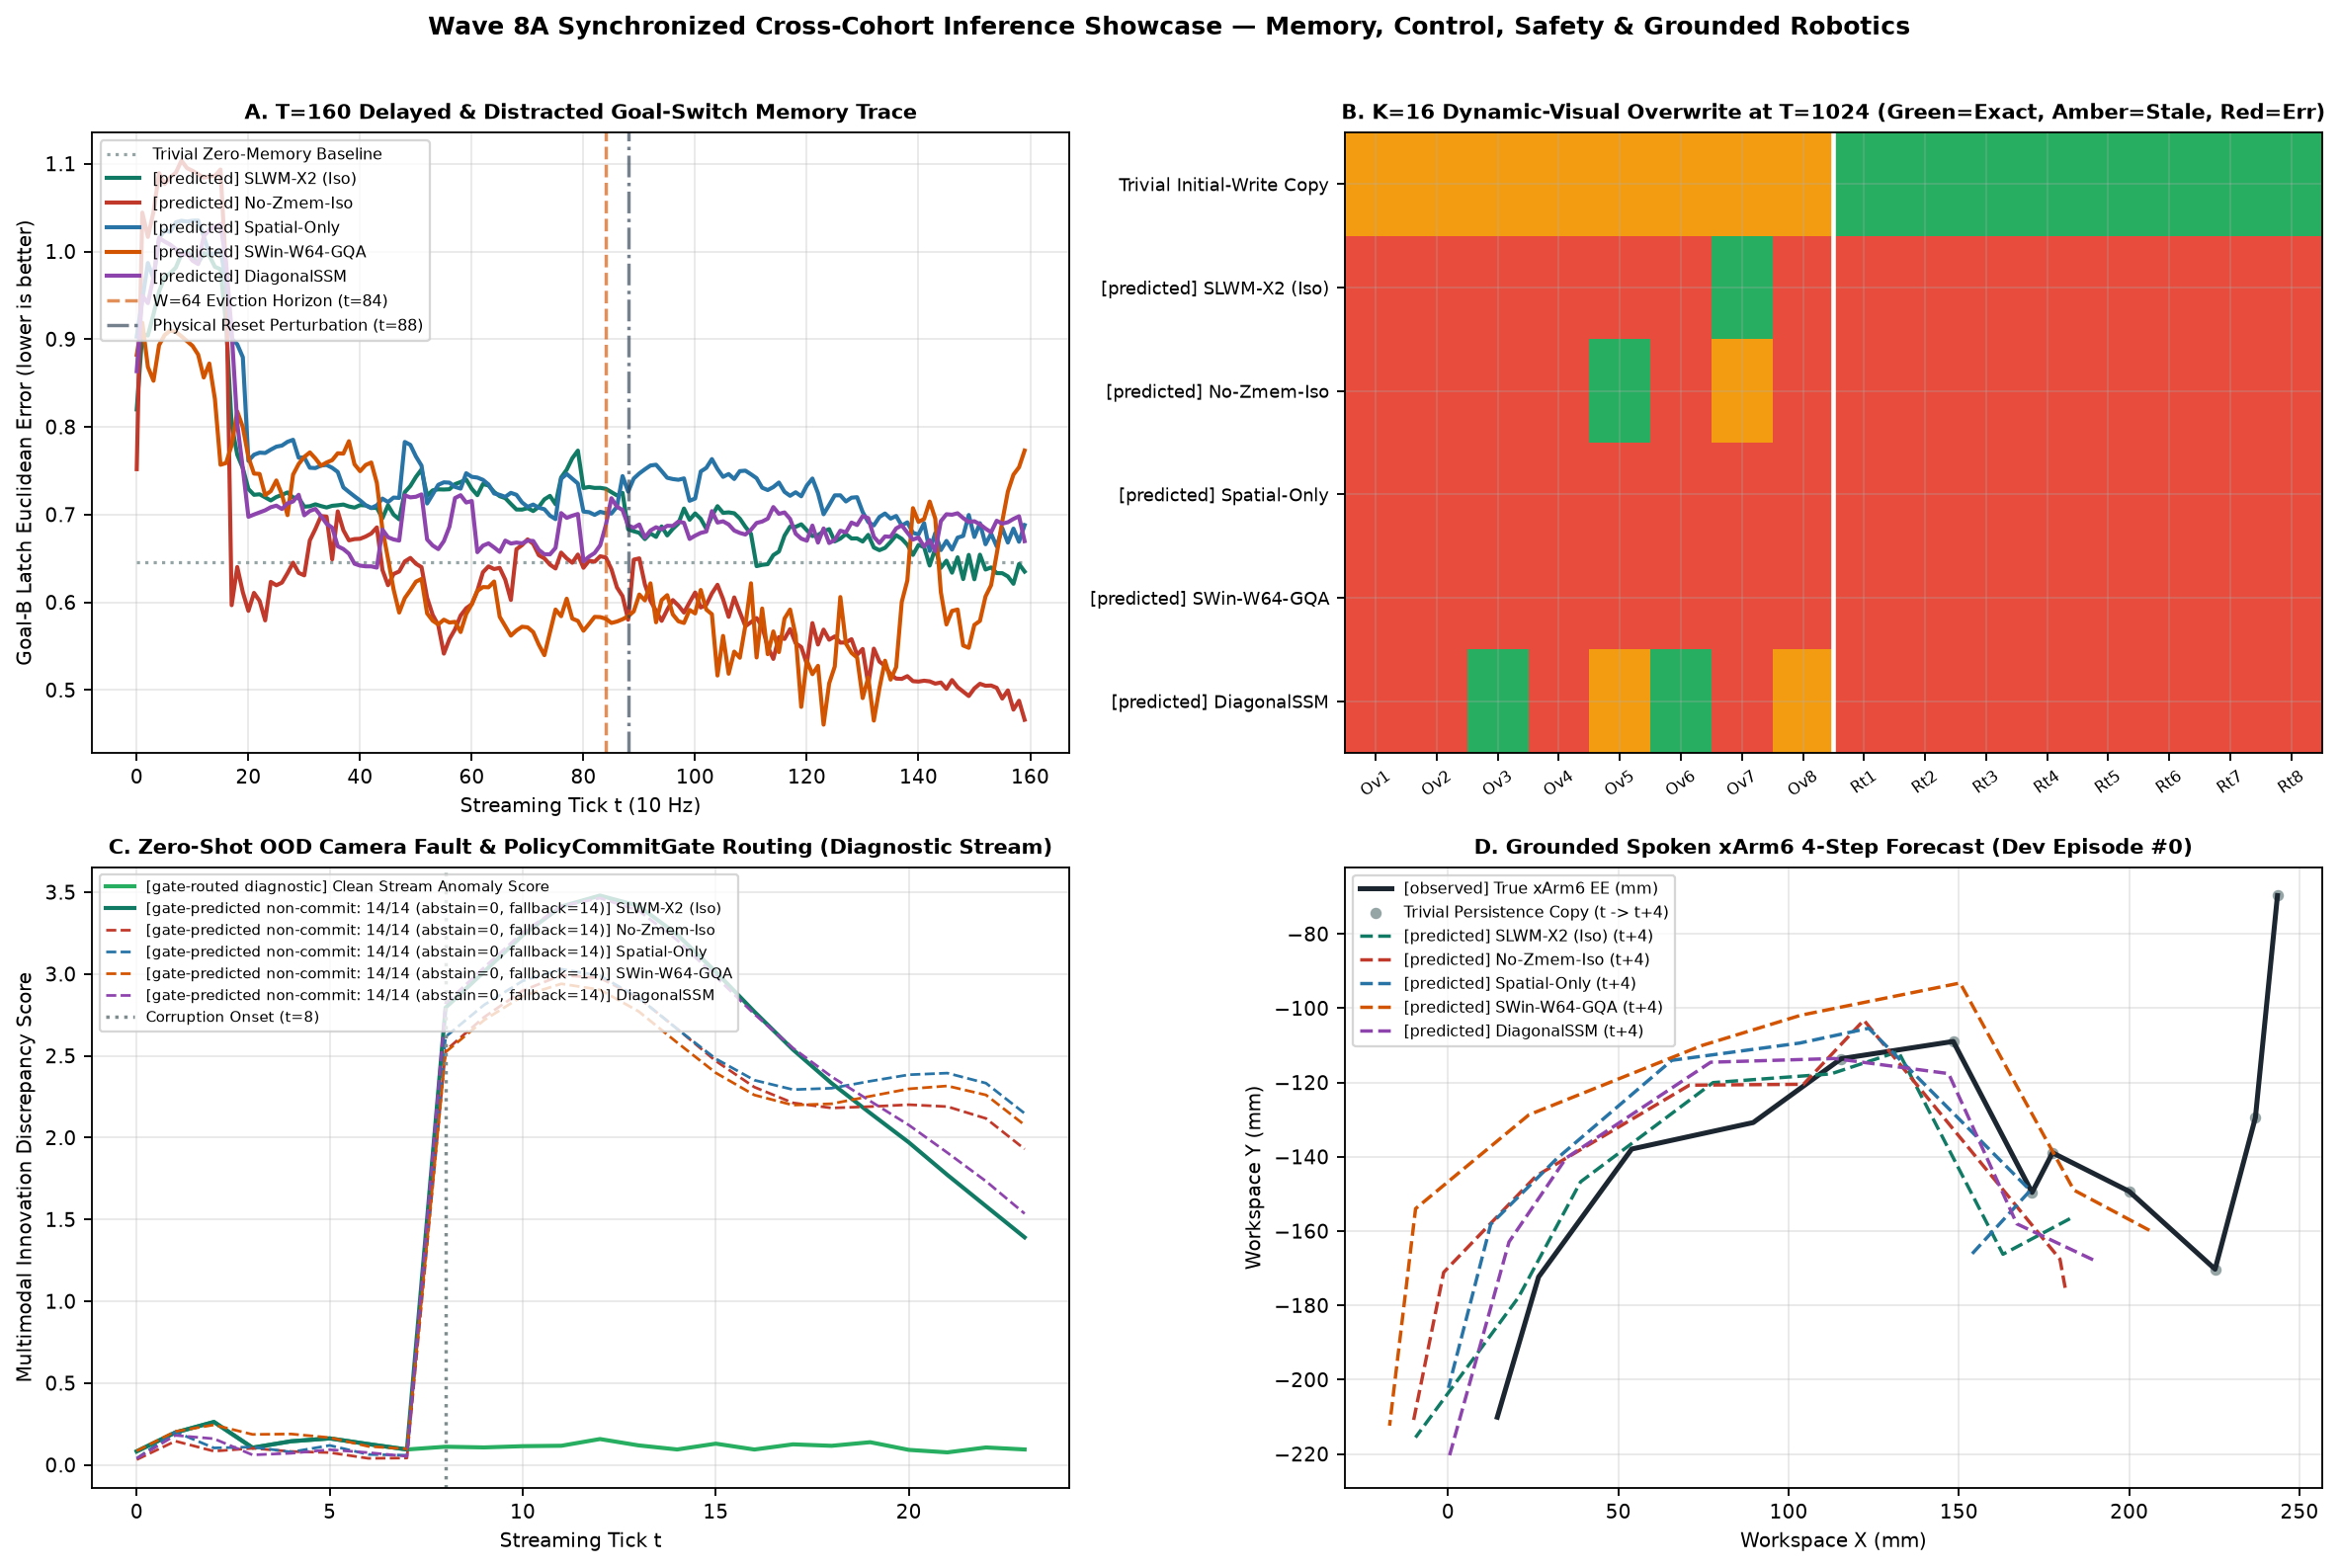 Wave 8A Synchronized Cross-Cohort Inference Showcase — Memory, Control, Safety & Grounded Robotics
A. T=160 Delayed & Distracted Goal-Switch Memory Trace
Goal-B Latch Euclidean Error (lower is better)
1.1
1.0
0.9
0.8
0.7
0.6
0.5
Trivial Zero-Memory Baseline
[predicted] SLWM-X2 (Iso)
[predicted] No-Zmem-Iso
[predicted] Spatial-Only
[predicted] SWin-W64-GQA
[predicted] DiagonalSSM
W=64 Eviction Horizon (t=84)
Physical Reset Perturbation (t=88)
0 20 40 60 80 100 120 140 160
Streaming Tick t (10 Hz)
B. K=16 Dynamic-Visual Overwrite at T=1024 (Green=Exact, Amber=Stale, Red=Err)
Trivial Initial-Write Copy
[predicted] SLWM-X2 (Iso)
[predicted] No-Zmem-Iso
[predicted] Spatial-Only
[predicted] SWin-W64-GQA
[predicted] DiagonalSSM
Ov1 Ov2 Ov3 Ov4 Ov5 Ov6 Ov7 Ov8 Rt1 Rt2 Rt3 Rt4 Rt5 Rt6 Rt7 Rt8
C. Zero-Shot OOD Camera Fault & PolicyCommitGate Routing (Diagnostic Stream)
Multimodal Innovation Discrepancy Score
3.5
3.0
2.5
2.0
1.5
1.0
0.5
0.0
[gate-routed diagnostic] Clean Stream Anomaly Score
[gate-predicted non-commit: 14/14 (abstain=0, fallback=14)] SLWM-X2 (Iso)
[gate-predicted non-commit: 14/14 (abstain=0, fallback=14)] No-Zmem-Iso
[gate-predicted non-commit: 14/14 (abstain=0, fallback=14)] Spatial-Only
[gate-predicted non-commit: 14/14 (abstain=0, fallback=14)] SWin-W64-GQA
[gate-predicted non-commit: 14/14 (abstain=0, fallback=14)] DiagonalSSM
Corruption Onset (t=8)
0 5 10 15 20
Streaming Tick t
D. Grounded Spoken xArm6 4-Step Forecast (Dev Episode #0)
Workspace Y (mm)
−80
−100
−120
−140
−160
−180
−200
−220
[observed] True xArm6 EE (mm)
Trivial Persistence Copy (t -> t+4)
[predicted] SLWM-X2 (Iso) (t+4)
[predicted] No-Zmem-Iso (t+4)
[predicted] Spatial-Only (t+4)
[predicted] SWin-W64-GQA (t+4)
[predicted] DiagonalSSM (t+4)
0 50 100 150 200 250
Workspace X (mm)